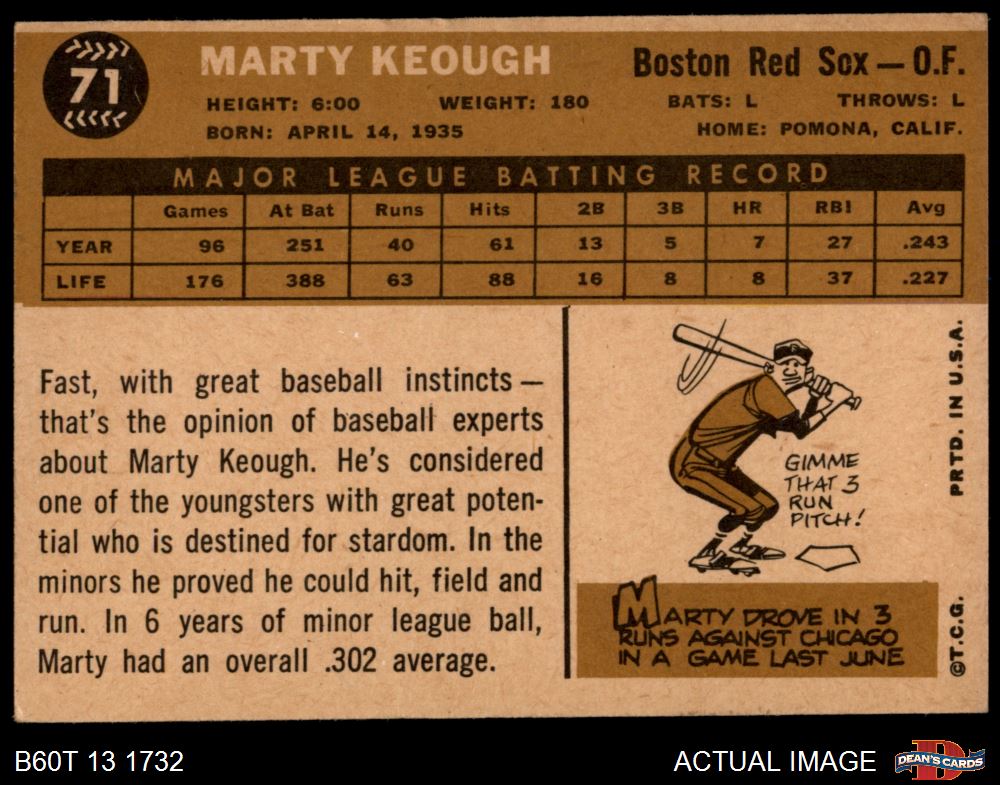 71
MARTY KEOUGH
Boston Red Sox — O.F.
HEIGHT: 6:00 WEIGHT: 180 BATS: L THROWS: L
BORN: APRIL 14, 1935 HOME: POMONA, CALIF.
MAJOR LEAGUE BATTING RECORD
Games At Bat Runs Hits 2B 3B HR RBI Avg
YEAR 96 251 40 61 13 5 7 27 .243
LIFE 176 388 63 88 16 8 8 37 .227
Fast, with great baseball instincts —
that's the opinion of baseball experts
about Marty Keough. He's considered
one of the youngsters with great poten-
tial who is destined for stardom. In the
minors he proved he could hit, field and
run. In 6 years of minor league ball,
Marty had an overall .302 average.
GIMME
THAT 3
RUN
PITCH!
MARTY DROVE IN 3
RUNS AGAINST CHICAGO
IN A GAME LAST JUNE
PRTD. IN U.S.A.
©T.C.G.
B60T 13 1732
ACTUAL IMAGE
D
DEAN'S CARDS